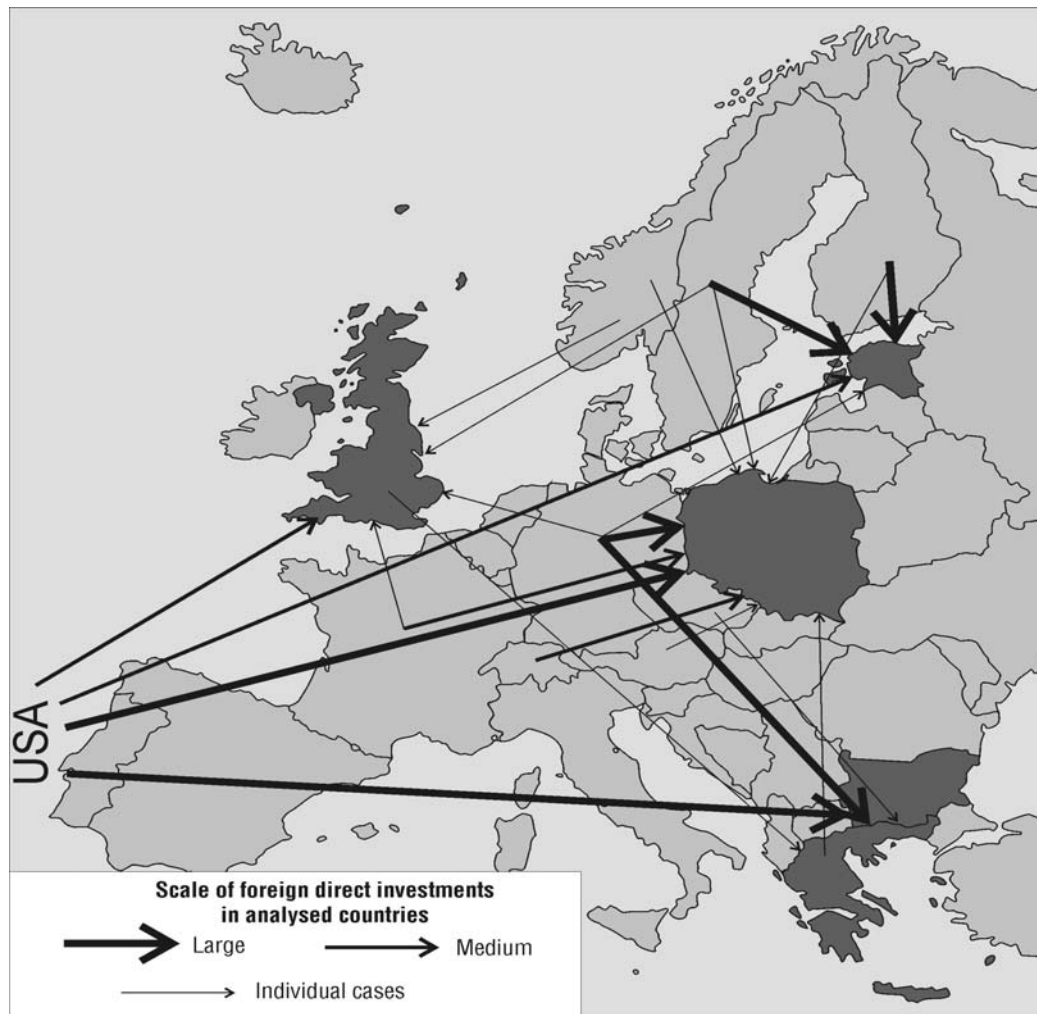 USA
Scale of foreign direct investments
in analysed countries
Large
Medium
Individual cases